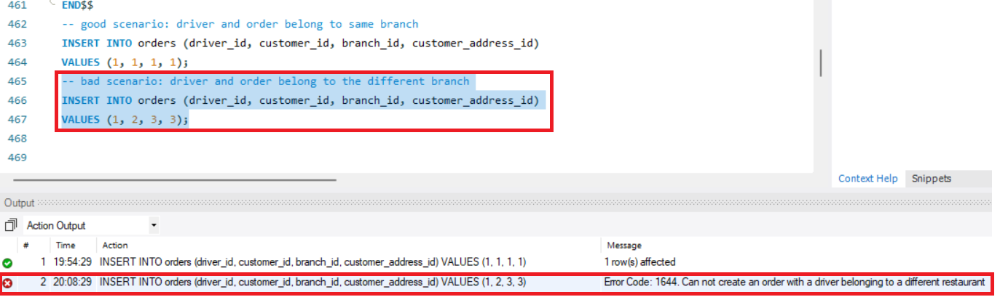 461 END$$
462 -- good scenario: driver and order belong to same branch
463 INSERT INTO orders (driver_id, customer_id, branch_id, customer_address_id)
464 VALUES (1, 1, 1, 1);
465 -- bad scenario: driver and order belong to the different branch
466 INSERT INTO orders (driver_id, customer_id, branch_id, customer_address_id)
467 VALUES (1, 2, 3, 3);
468
469
Context Help Snippets
Output
Action Output
# Time Action Message
1 19:54:29 INSERT INTO orders (driver_id, customer_id, branch_id, customer_address_id) VALUES (1, 1, 1, 1) 1 row(s) affected
2 20:08:29 INSERT INTO orders (driver_id, customer_id, branch_id, customer_address_id) VALUES (1, 2, 3, 3) Error Code: 1644. Can not create an order with a driver belonging to a different restaurant